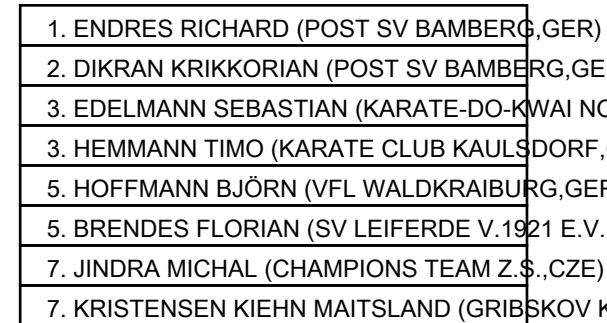 1. ENDRES RICHARD (POST SV BAMBERG,GER)
2. DIKRAN KRIKKORIAN (POST SV BAMBERG,GE
3. EDELMANN SEBASTIAN (KARATE-DO-KWAI
3. HEMMANN TIMO (KARATE CLUB KAULSDORF,
5. HOFFMANN BJÖRN (VFL WALDKRAIBURG,GER
5. BRENDES FLORIAN (SV LEIFERDE V.1921 E.V.
7. JINDRA MICHAL (CHAMPIONS TEAM Z.S.,CZE)
7. KRISTENSEN KIEHN MAITSLAND (GRIBSKOV